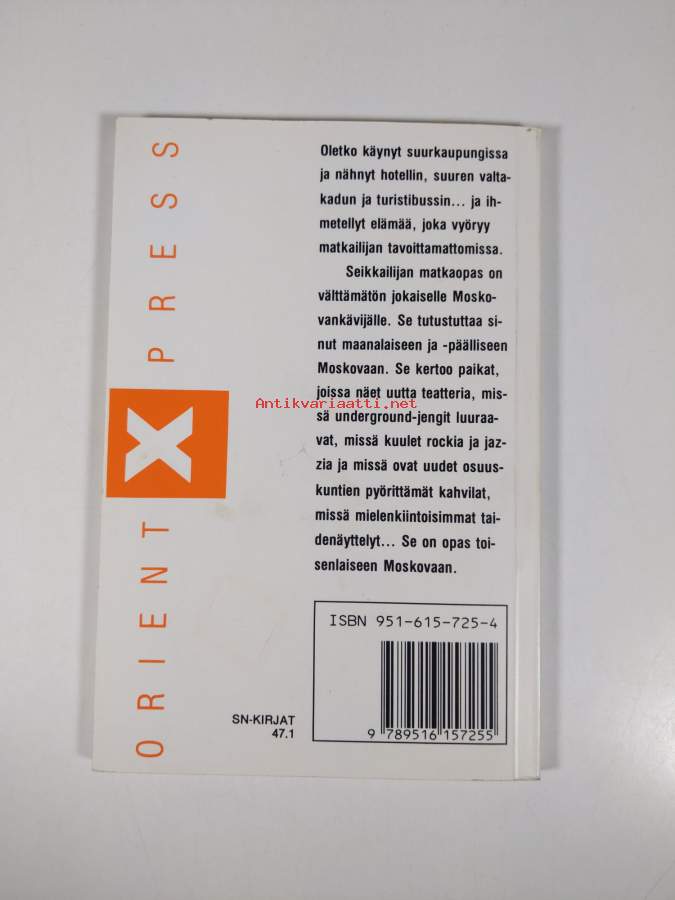 ORIENT X PRESS
Oletko käynyt suurkaupungissa
ja nähnyt hotellin, suuren valta-
kadun ja turistibussin... ja ih-
metellyt elämää, joka vyöryy
matkailijan tavoittamattomissa.
Seikkailijan matkaopas on
välttämätön jokaiselle Mosko-
vankävijälle. Se tutustuttaa si-
nut maanalaiseen ja -päälliseen
Moskovaan. Se kertoo paikat,
joissa näet uutta teatteria, mis-
Antikvariaatti.net
sä underground-jengit luuraa-
vat, missä kuulet rockia ja jaz-
zia ja missä ovat uudet osuus-
kuntien pyörittämät kahvilat,
missä mielenkiintoisimmat tai-
denäyttelyt... Se on opas toi-
senlaiseen Moskovaan.
ISBN 951-615-725-4
9 789516 157255
SN-KIRJAT
47.1